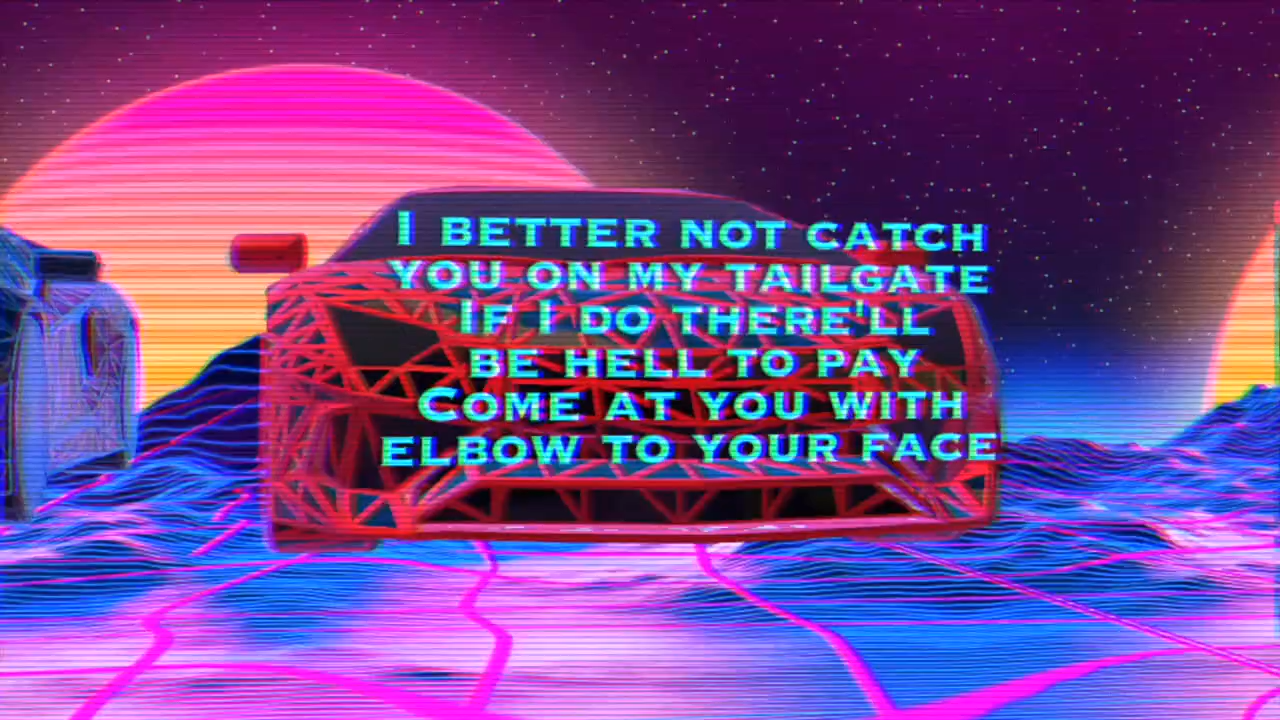 I BETTER NOT CATCH
YOU ON MY TAILGATE
IF I DO THERE'LL
BE HELL TO PAY
COME AT YOU WITH
ELBOW TO YOUR FACE